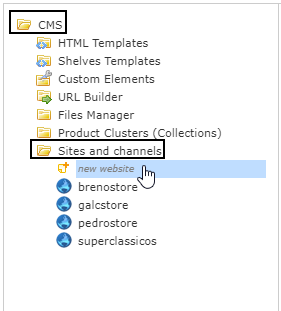 CMS
HTML Templates
Shelves Templates
Custom Elements
URL Builder
Files Manager
Product Clusters (Collections)
Sites and channels
new website
brenostore
galcstore
pedrostore
superclassicos